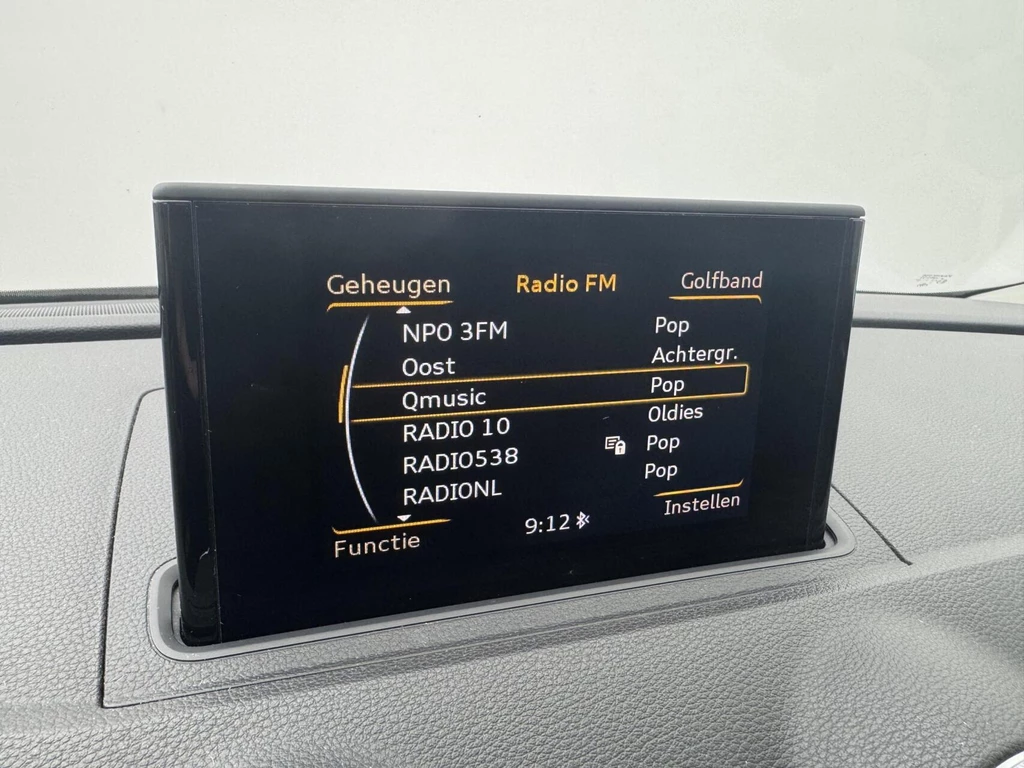 Geheugen Radio FM Golfband
NPO 3FM Pop
Oost Achtergr.
Qmusic Pop
RADIO 10 Oldies
RADIO538 Pop
RADIONL Pop
Functie 9:12 Instellen